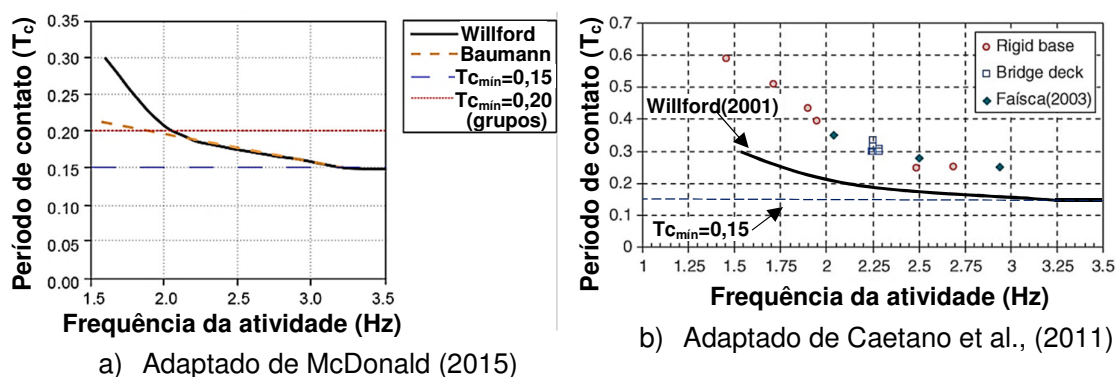 Período de contato (Tc)
0.35
0.30
0.25
0.20
0.15
0.10
0.05
0.00
1.5 2.0 2.5 3.0 3.5
Frequência da atividade (Hz)
Willford
Baumann
Tcmín=0,15
Tcmín=0,20
(grupos)
a) Adaptado de McDonald (2015)
Período de contato (Tc)
0.7
0.6
0.5
0.4
0.3
0.2
0.1
0
1 1.25 1.5 1.75 2 2.25 2.5 2.75 3 3.25 3.5
Frequência da atividade (Hz)
Rigid base
Bridge deck
Faísca(2003)
Willford(2001)
Tcmín=0,15
b) Adaptado de Caetano et al., (2011)